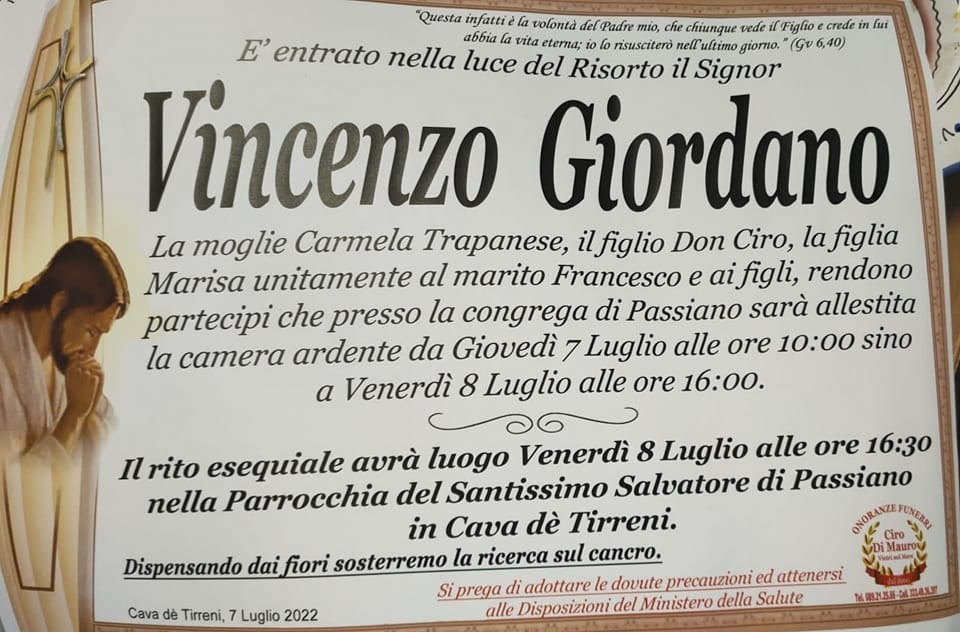 "Questa infatti è la volontà del Padre mio, che chiunque vede il Figlio e crede in lui
abbia la vita eterna; io lo risusciterò nell'ultimo giorno." (Gv 6,40)
E' entrato nella luce del Risorto il Signor
Vincenzo Giordano
La moglie Carmela Trapanese, il figlio Don Ciro, la figlia
Marisa unitamente al marito Francesco e ai figli, rendono
partecipi che presso la congrega di Passiano sarà allestita
la camera ardente da Giovedì 7 Luglio alle ore 10:00 sino
a Venerdì 8 Luglio alle ore 16:00.
Il rito esequiale avrà luogo Venerdì 8 Luglio alle ore 16:30
nella Parrocchia del Santissimo Salvatore di Passiano
in Cava dè Tirreni.
Dispensando dai fiori sosterremo la ricerca sul cancro.
Si prega di adottare le dovute precauzioni ed attenersi
alle Disposizioni del Ministero della Salute
Cava dè Tirreni, 7 Luglio 2022
ONORANZE FUNEBRI
Ciro
Di Mauro
Vietri sul Mare